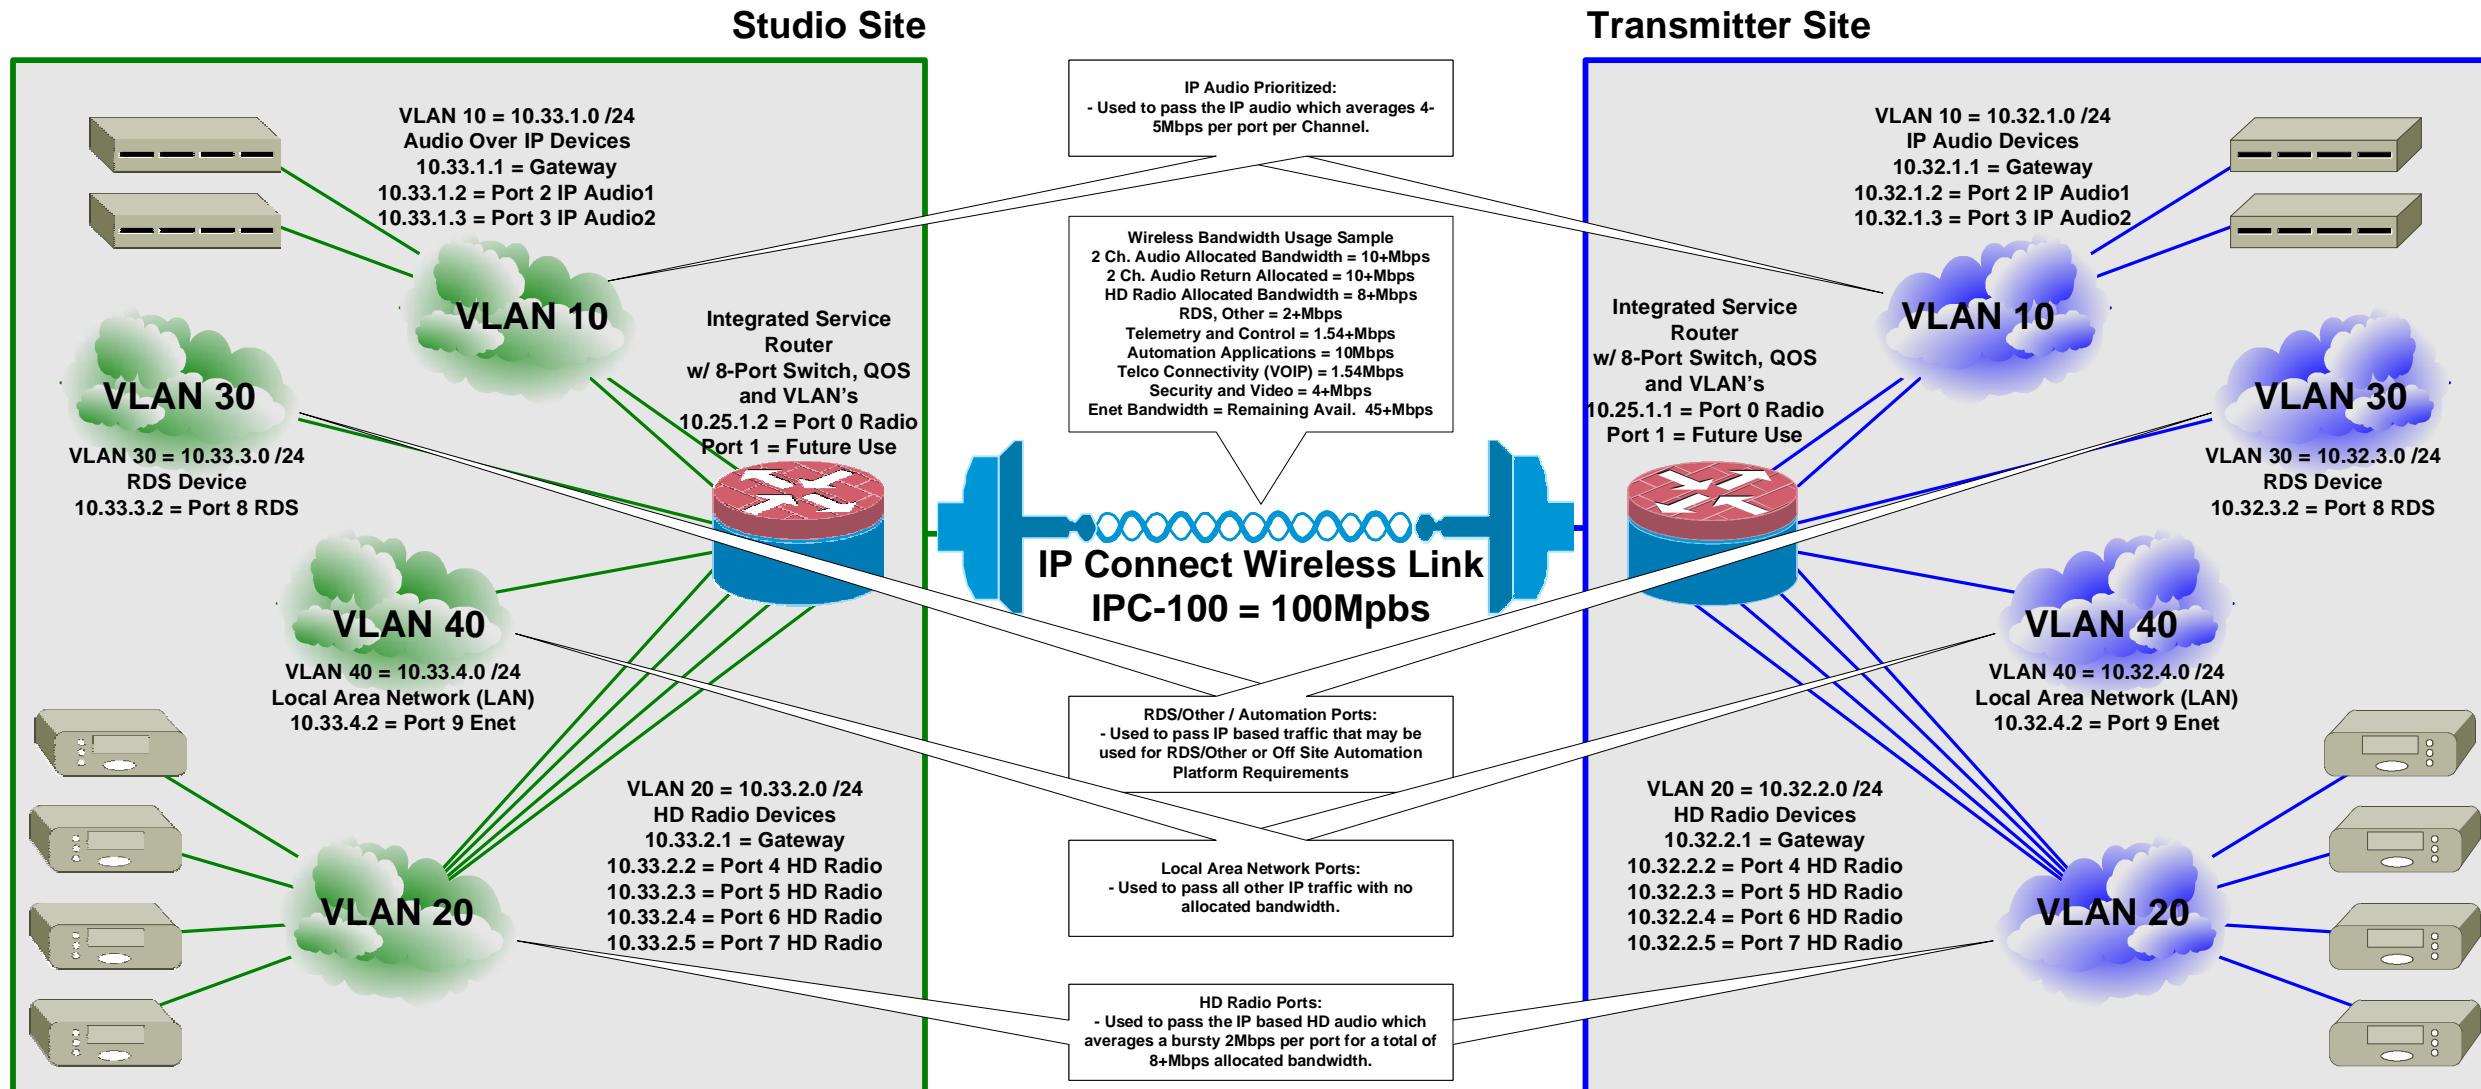 Studio Site
Transmitter Site
VLAN 10 = 10.33.1.0 /24
Audio Over IP Devices
10.33.1.1 = Gateway
10.33.1.2 = Port 2 IP Audio1
10.33.1.3 = Port 3 IP Audio2
VLAN 10
VLAN 30
VLAN 30 = 10.33.3.0 /24
RDS Device
10.33.3.2 = Port 8 RDS
Integrated Service
Router
w/ 8-Port Switch, QOS
and VLAN's
10.25.1.2 = Port 0 Radio
Port 1 = Future Use
VLAN 40
VLAN 40 = 10.33.4.0 /24
Local Area Network (LAN)
10.33.4.2 = Port 9 Enet
VLAN 20 = 10.33.2.0 /24
HD Radio Devices
10.33.2.1 = Gateway
10.33.2.2 = Port 4 HD Radio
10.33.2.3 = Port 5 HD Radio
10.33.2.4 = Port 6 HD Radio
10.33.2.5 = Port 7 HD Radio
VLAN 20
IP Audio Prioritized:
- Used to pass the IP audio which averages 4-
5Mbps per port per Channel.
Wireless Bandwidth Usage Sample
2 Ch. Audio Allocated Bandwidth = 10+Mbps
2 Ch. Audio Return Allocated = 10+Mbps
HD Radio Allocated Bandwidth = 8+Mbps
RDS, Other = 2+Mbps
Telemetry and Control = 1.54+Mbps
Automation Applications = 10Mbps
Telco Connectivity (VOIP) = 1.54Mbps
Security and Video = 4+Mbps
Enet Bandwidth = Remaining Avail. 45+Mbps
IP Connect Wireless Link
IPC-100 = 100Mpbs
RDS/Other / Automation Ports:
- Used to pass IP based traffic that may be
used for RDS/Other or Off Site Automation
Platform Requirements
Local Area Network Ports:
- Used to pass all other IP traffic with no
allocated bandwidth.
HD Radio Ports:
- Used to pass the IP based HD audio which
averages a bursty 2Mbps per port for a total of
8+Mbps allocated bandwidth.
VLAN 10 = 10.32.1.0 /24
IP Audio Devices
10.32.1.1 = Gateway
10.32.1.2 = Port 2 IP Audio1
10.32.1.3 = Port 3 IP Audio2
VLAN 10
Integrated Service
Router
w/ 8-Port Switch, QOS
and VLAN's
10.25.1.1 = Port 0 Radio
Port 1 = Future Use
VLAN 30
VLAN 30 = 10.32.3.0 /24
RDS Device
10.32.3.2 = Port 8 RDS
VLAN 40
VLAN 40 = 10.32.4.0 /24
Local Area Network (LAN)
10.32.4.2 = Port 9 Enet
VLAN 20 = 10.32.2.0 /24
HD Radio Devices
10.32.2.1 = Gateway
10.32.2.2 = Port 4 HD Radio
10.32.2.3 = Port 5 HD Radio
10.32.2.4 = Port 6 HD Radio
10.32.2.5 = Port 7 HD Radio
VLAN 20